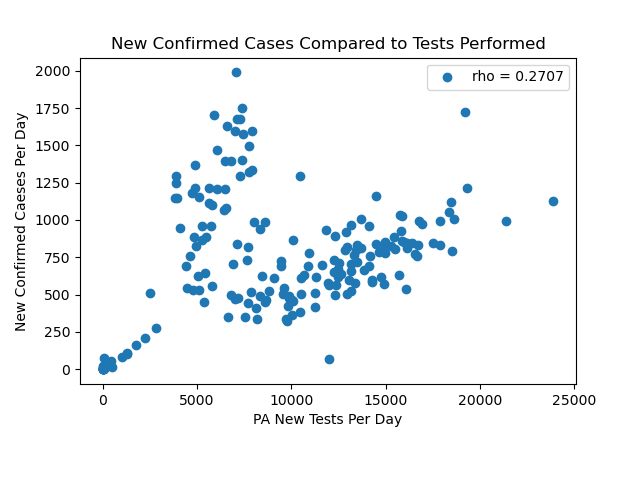 New Confirmed Cases Compared to Tests Performed
rho = 0.2707
2000
1750
1500
1250
1000
750
500
250
0
New Confirmed Caeses Per Day
0 5000 10000 15000 20000 25000
PA New Tests Per Day